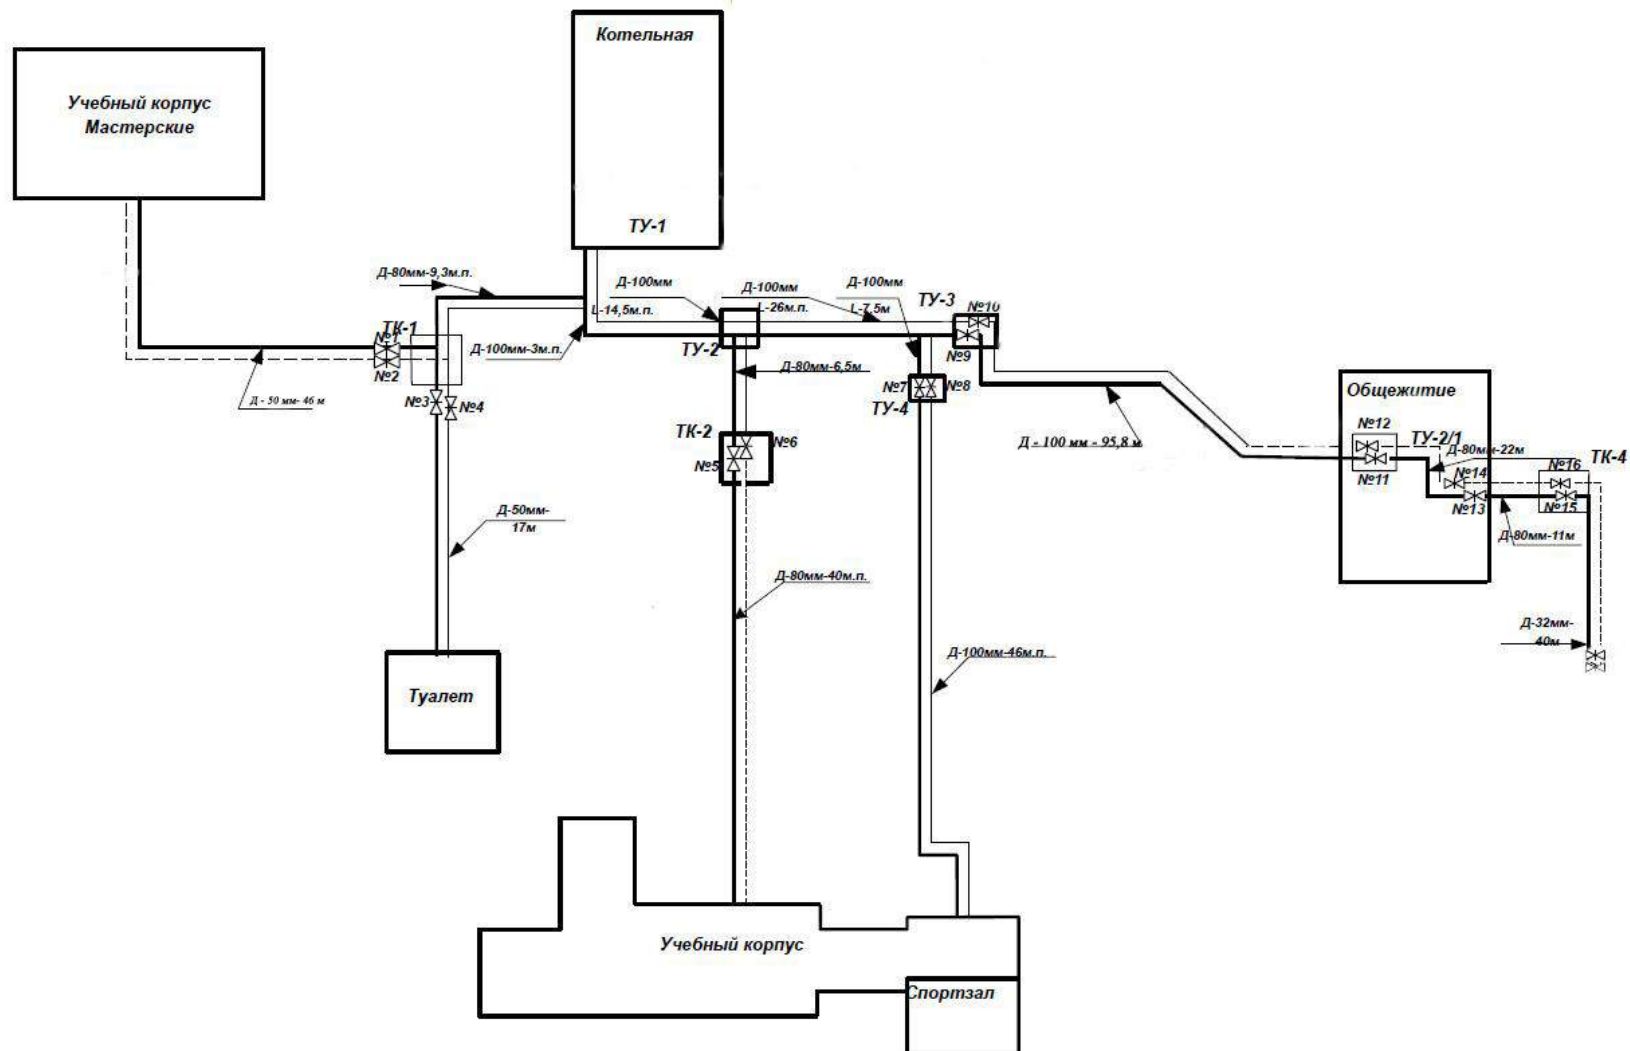 Котельная
Учебный корпус
Мастерские
ТУ-1
Д-80мм-9,3м.п.
Д-100мм
Д-100мм
Д-100мм
ТУ-3
№10
L-14,5м.п.
L-26м.п.
L-7,5м
ТК-1
№1
Д-100мм-3м.п.
ТУ-2
№9
№2
Д-80мм-6,5м
№7
№8
Общежитие
Д - 50 мм- 46 м
№3
№4
ТУ-4
№12
ТК-2
№6
Д - 100 мм - 95,8 м
ТУ-2/1
Д-80мм-22м
ТК-4
№5
№11
№14
№16
№13
№15
Д-50мм-
17м
Д-80мм-11м
Д-80мм-40м.п.
Д-32мм-
40м
Д-100мм-46м.п.
Туалет
Учебный корпус
Спортзал